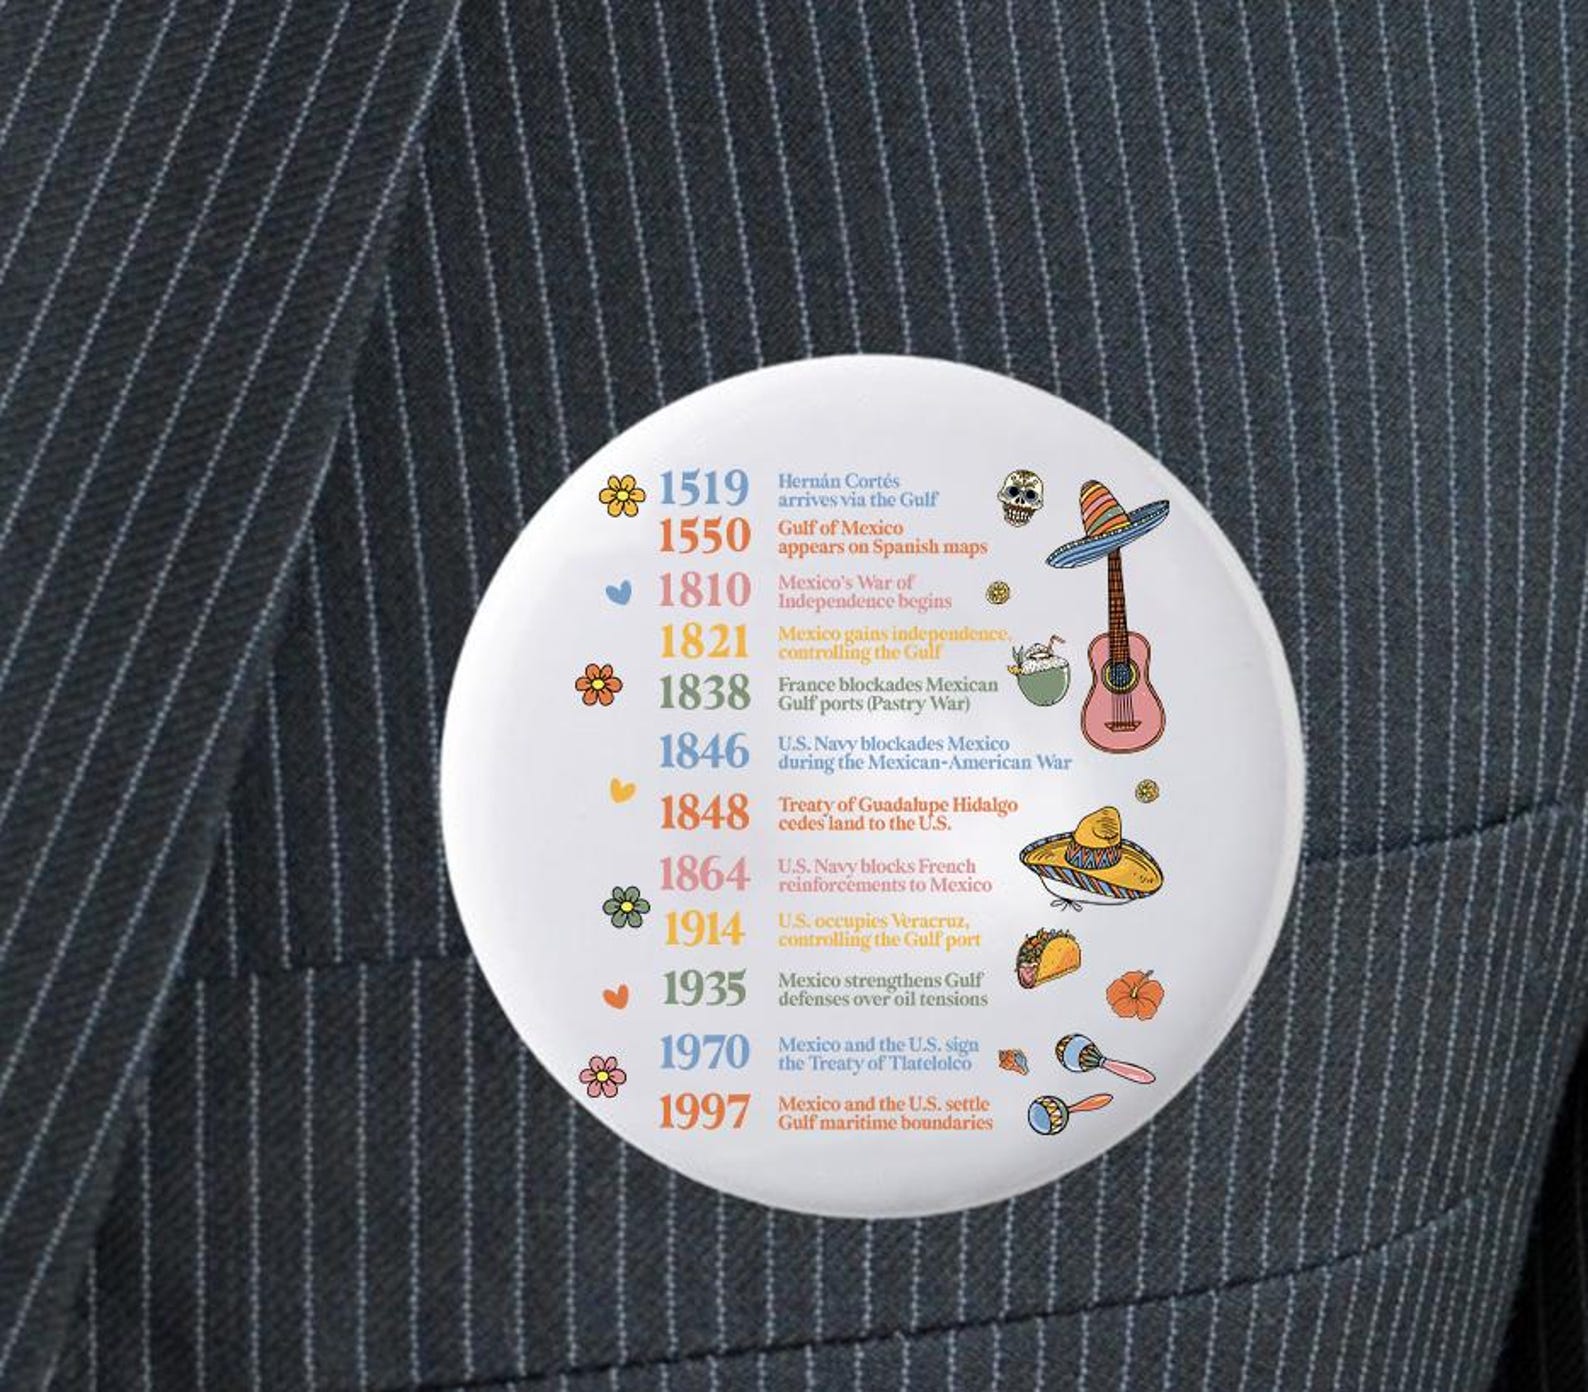 1519 Hernán Cortés
arrives via the Gulf
1550 Gulf of Mexico
appears on Spanish maps
1810 Mexico's War of
Independence begins
1821 Mexico gains independence,
controlling the Gulf
1838 France blockades Mexican
Gulf ports (Pastry War)
1846 U.S. Navy blockades Mexico
during the Mexican-American War
1848 Treaty of Guadalupe Hidalgo
cedes land to the U.S.
1864 U.S. Navy blocks French
reinforcements to Mexico
1914 U.S. occupies Veracruz,
controlling the Gulf port
1935 Mexico strengthens Gulf
defenses over oil tensions
1970 Mexico and the U.S. sign
the Treaty of Tlatelolco
1997 Mexico and the U.S. settle
Gulf maritime boundaries